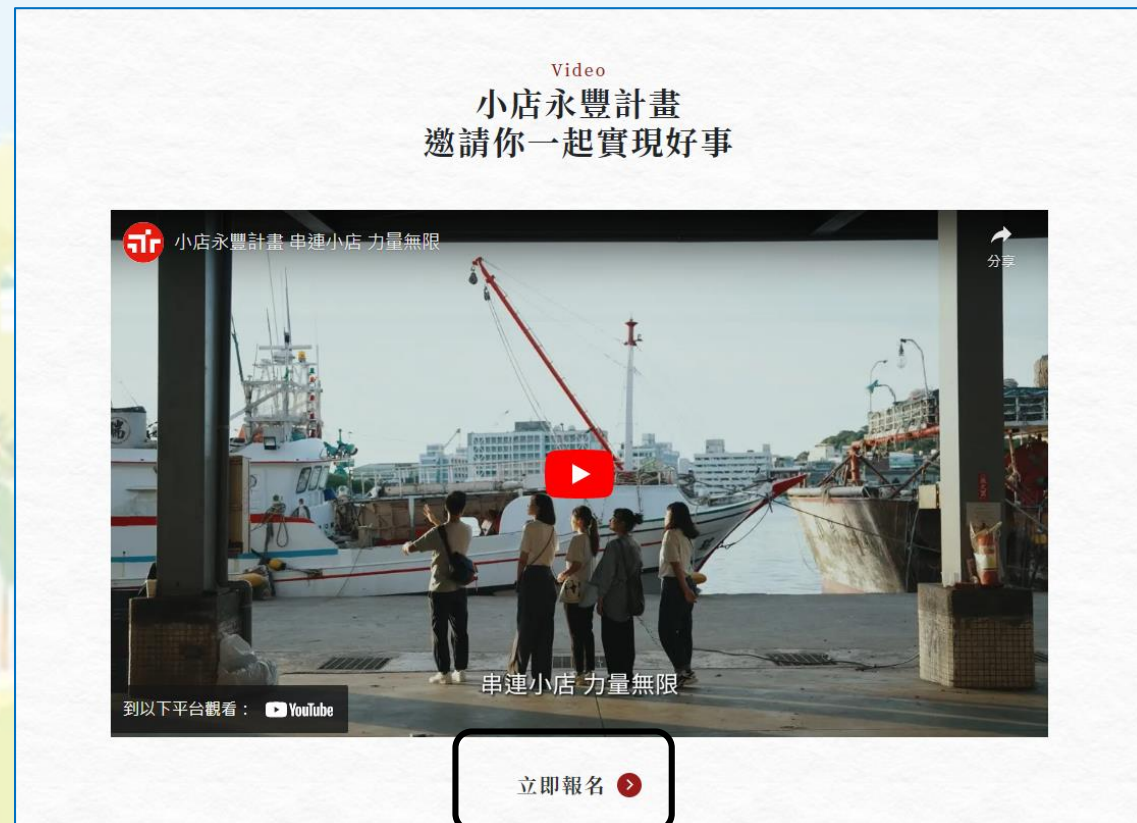 Video
小店永豐計畫
邀請你一起實現好事
小店永豐計畫 串連小店 力量無限
分享
瑞
串連小店 力量無限
到以下平台觀看： YouTube
立即報名